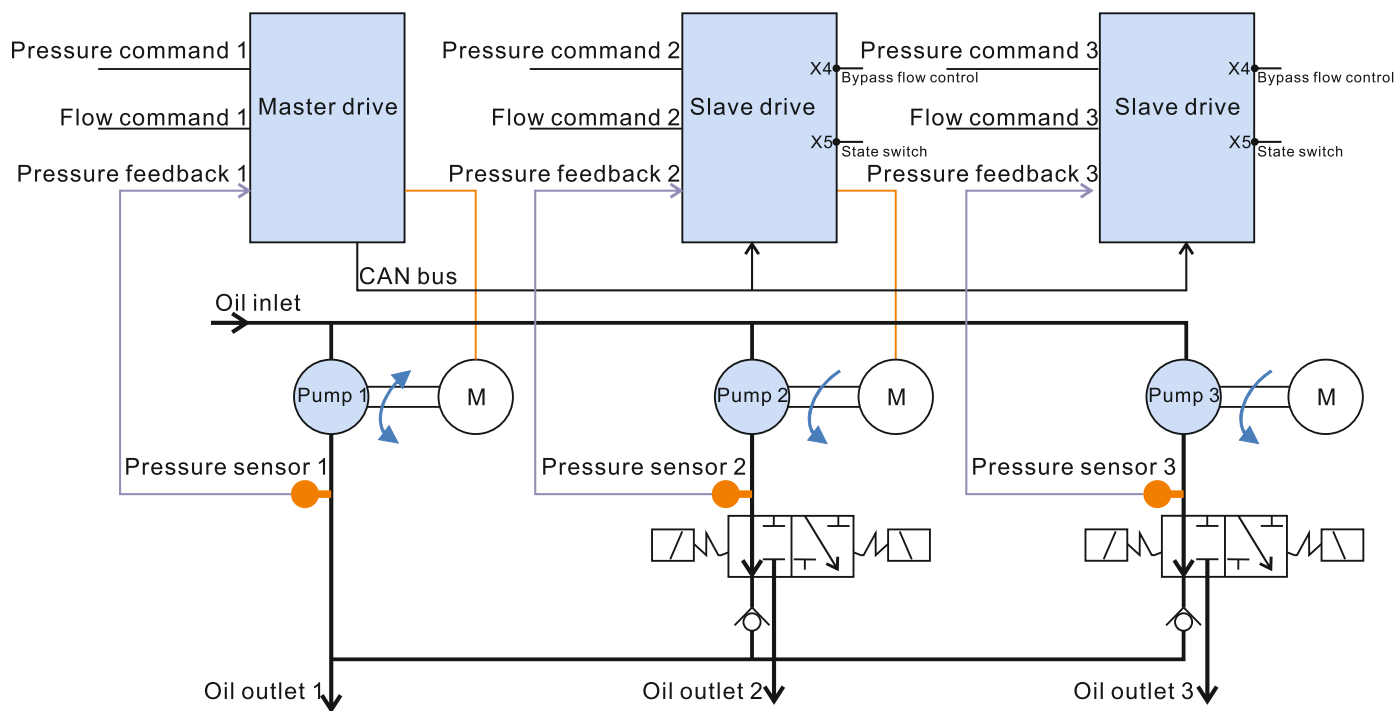 Pressure command 1
Pressure command 2
Pressure command 3
X4
Bypass flow control
X4
Bypass flow control
Master drive
Slave drive
Slave drive
Flow command 1
Flow command 2
Flow command 3
X5
State switch
X5
State switch
Pressure feedback 1
Pressure feedback 2
Pressure feedback 3
CAN bus
Oil inlet
Pump 1
M
Pump 2
M
Pump 3
M
Pressure sensor 1
Pressure sensor 2
Pressure sensor 3
Oil outlet 1
Oil outlet 2
Oil outlet 3